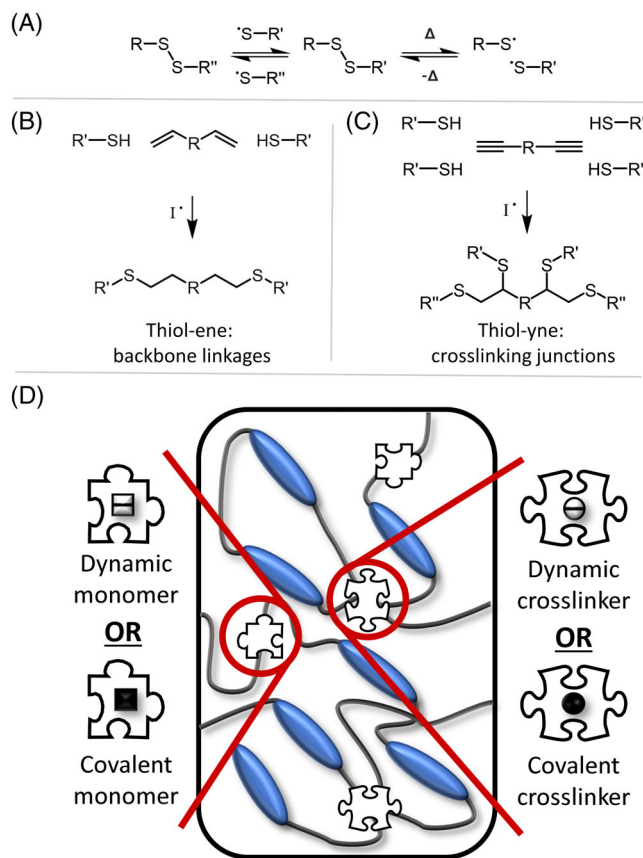 (A)
R-S
S-R"
•S-R'
•S-R"
R-S
S-R'
Δ
-Δ
R-S•
•S-R'
(B)
R'-SH
R
HS-R'
I•
R'
S
R
S
R'
Thiol-ene:
backbone linkages
(C)
R'-SH
HS-R'
R
R'-SH
HS-R'
I•
R'
R'
S
S
R"
S
R
S
R"
Thiol-yne:
crosslinking junctions
(D)
Dynamic
monomer
OR
Covalent
monomer
Dynamic
crosslinker
OR
Covalent
crosslinker